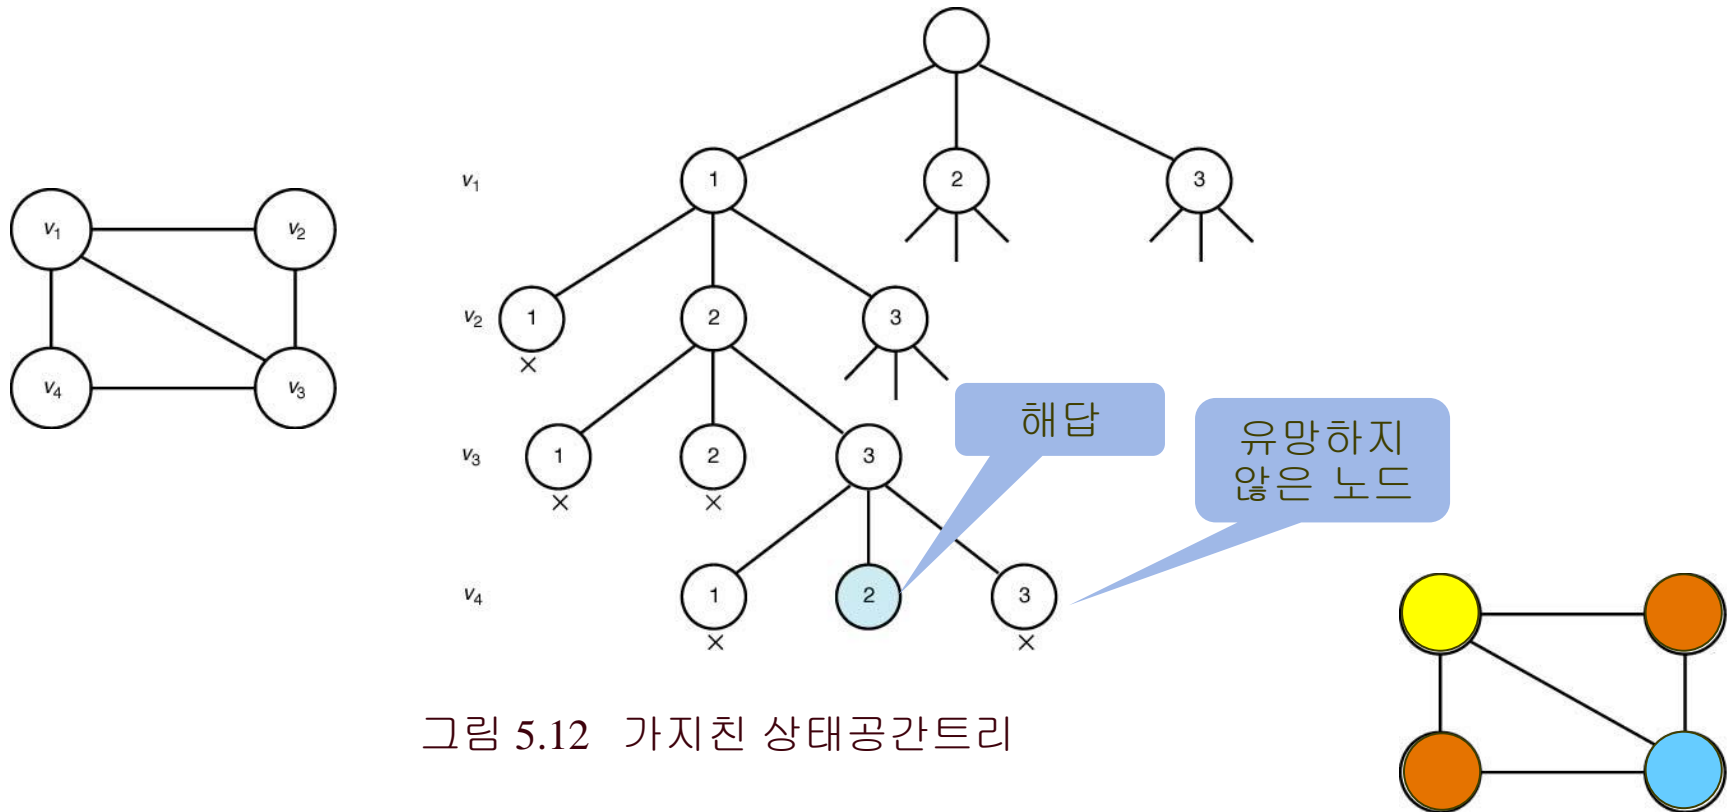 v₁ 1 2 3
v₁ v₂
v₂ 1 2 3
×
v₄ v₃
해답
유망하지
않은 노드
v₃ 1 2 3
× ×
v₄ 1 2 3
× ×
그림 5.12 가지친 상태공간트리